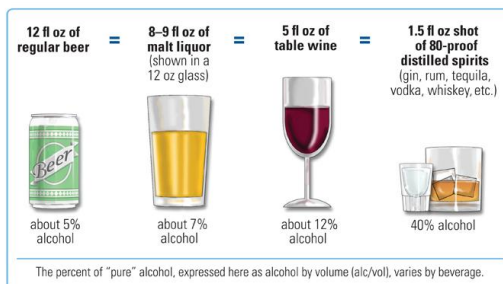 12 fl oz of
regular beer
=
8–9 fl oz of
malt liquor
(shown in a
12 oz glass)
=
5 fl oz of
table wine
=
1.5 fl oz shot
of 80-proof
distilled spirits
(gin, rum, tequila,
vodka, whiskey, etc.)
Beer
about 5%
alcohol
about 7%
alcohol
about 12%
alcohol
40% alcohol
The percent of “pure” alcohol, expressed here as alcohol by volume (alc/vol), varies by beverage.